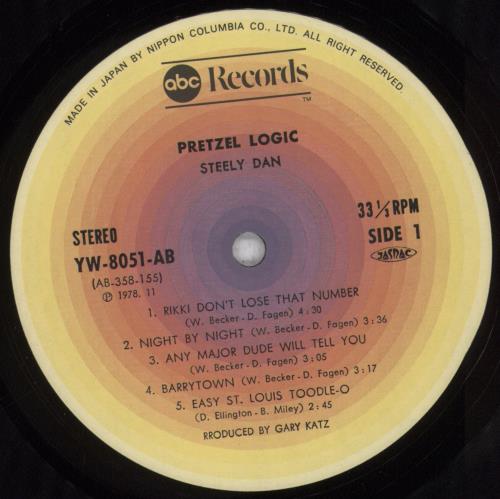 MADE IN JAPAN BY NIPPON COLUMBIA CO., LTD. ALL RIGHT RESERVED.
abc Records
TM
PRETZEL LOGIC
STEELY DAN
STEREO
YW-8051-AB
(AB-358-155)
Ⓟ 1978. 11
33 1/3 RPM
SIDE 1
JASRAC
1. RIKKI DON'T LOSE THAT NUMBER
(W. Becker-D. Fagen) 4:30
2. NIGHT BY NIGHT (W. Becker-D. Fagen) 3:36
3. ANY MAJOR DUDE WILL TELL YOU
(W. Becker-D. Fagen) 3:05
4. BARRYTOWN (W. Becker-D. Fagen) 3:17
5. EASY ST. LOUIS TOODLE-O
(D. Ellington-B. Miley) 2:45
RRODUCED BY GARY KATZ